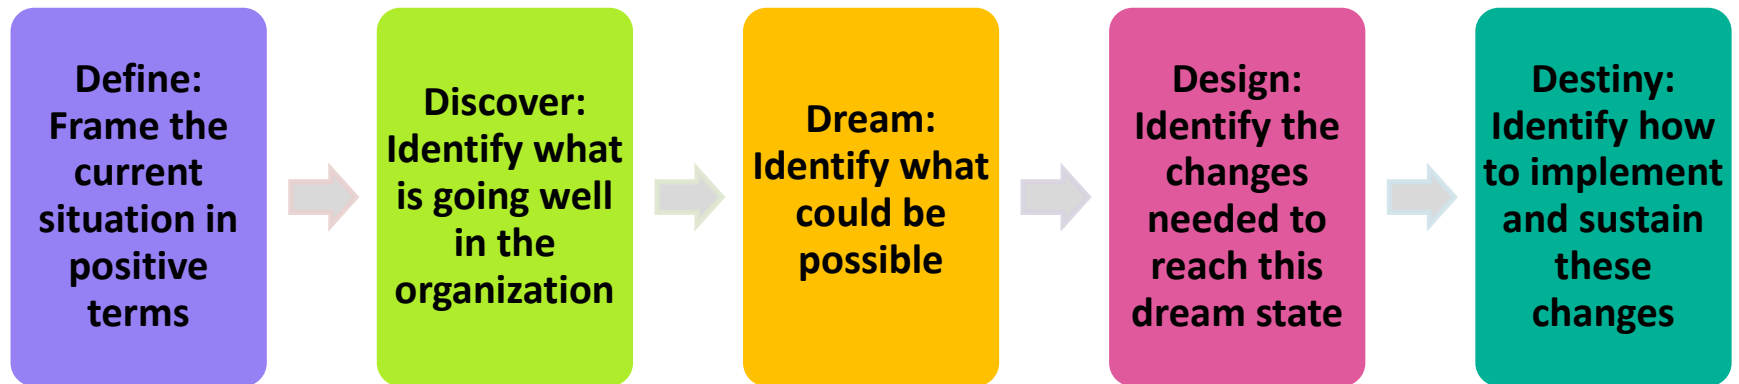 Define:
Frame the
current
situation in
positive
terms
Discover:
Identify what
is going well
in the
organization
Dream:
Identify what
could be
possible
Design:
Identify the
changes
needed to
reach this
dream state
Destiny:
Identify how
to implement
and sustain
these
changes